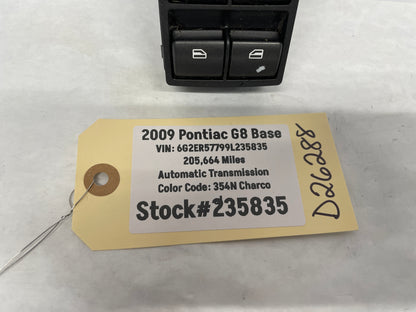 2009 Pontiac G8 Base
VIN: 6G2ER57799L235835
205,664 Miles
Automatic Transmission
Color Code: 354N Charco
Stock#235835
D26288